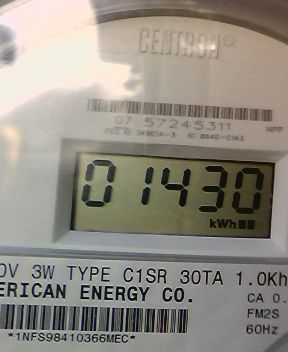 CENTRON®
07 57245311
HPP
01430
kWh
0V 3W TYPE C1SR 30TA 1.0Kh
ERICAN ENERGY CO.
CA 0.
FM2S
60Hz
*1NFS98410366MEC*